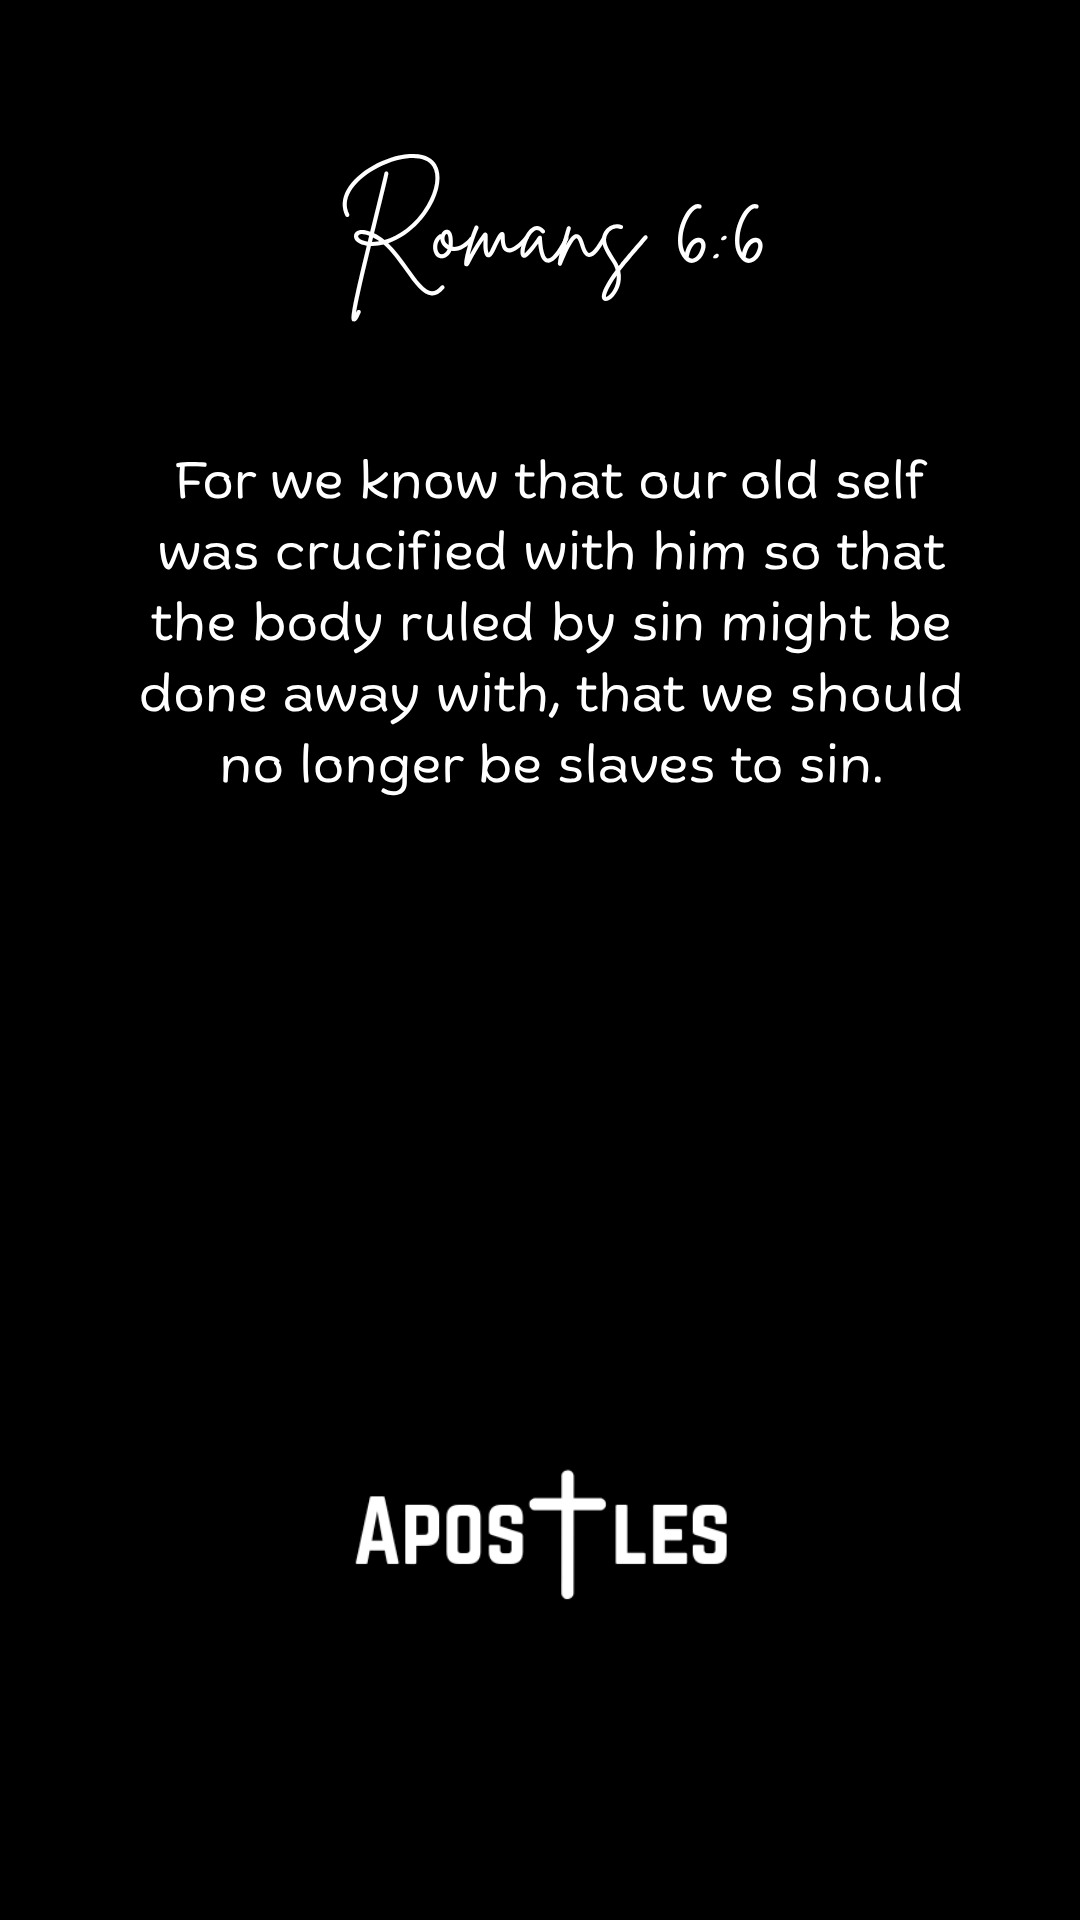 Romans 6:6
For we know that our old self
was crucified with him so that
the body ruled by sin might be
done away with, that we should
no longer be slaves to sin.
APOSTLES